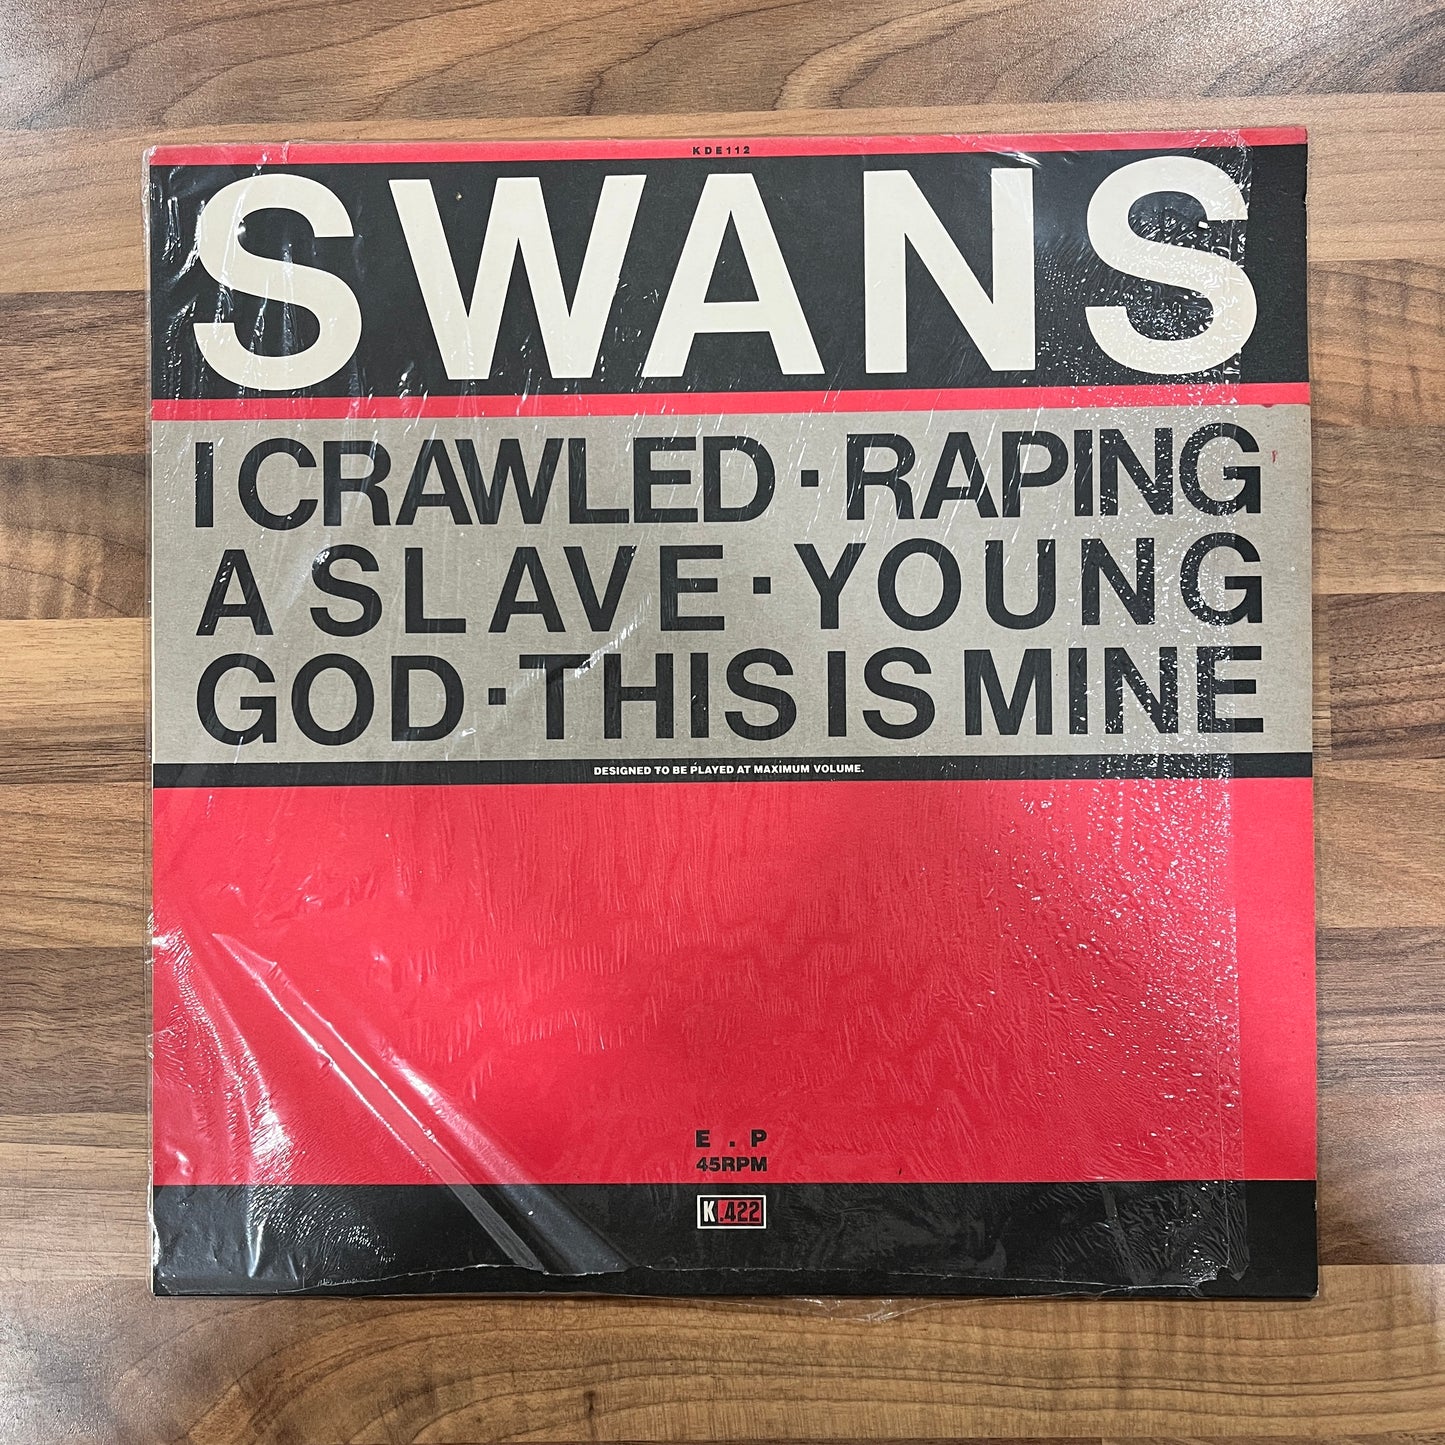 KDE112
SWANS
I CRAWLED · RAPING
A SLAVE · YOUNG
GOD · THIS IS MINE
DESIGNED TO BE PLAYED AT MAXIMUM VOLUME.
E . P
45RPM
K.422